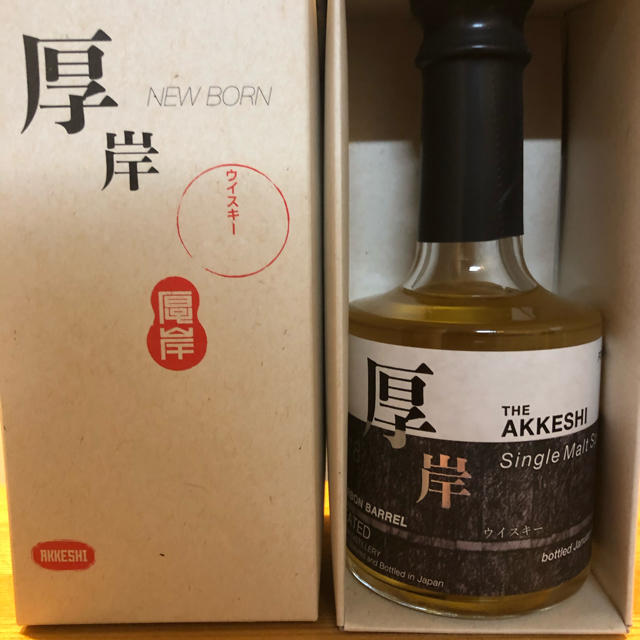 厚岸
NEW BORN
ウイスキー
厚岸
AKKESHI
厚岸
THE
AKKESHI
Single Malt
BARREL
ウイスキー
and Bottled in Japan
bottled